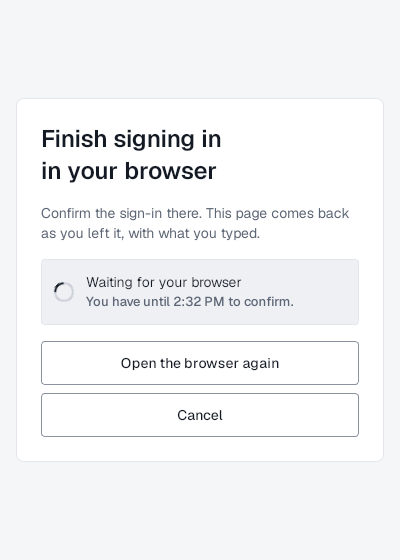 Finish signing in
in your browser
Confirm the sign-in there. This page comes back
as you left it, with what you typed.
Waiting for your browser
You have until 2:32 PM to confirm.
Open the browser again
Cancel